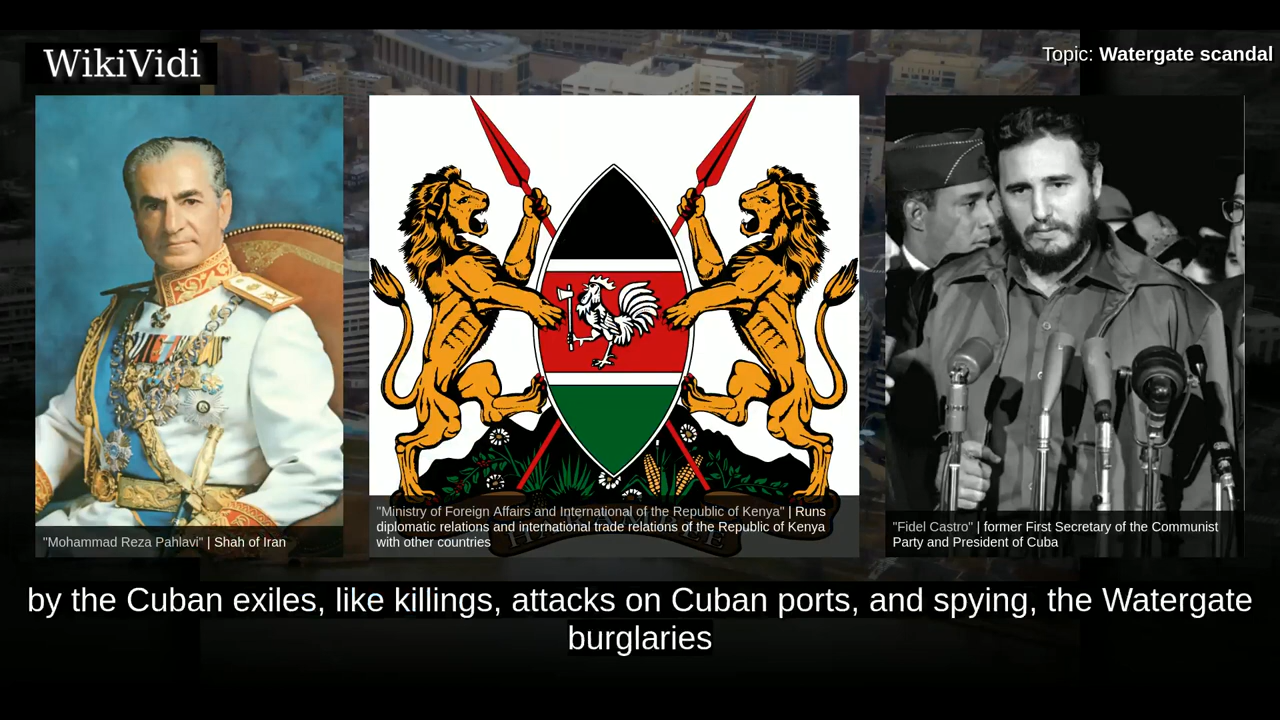 WikiVidi
Topic: Watergate scandal
"Mohammad Reza Pahlavi" | Shah of Iran
"Ministry of Foreign Affairs and International of the Republic of Kenya" | Runs
diplomatic relations and international trade relations of the Republic of Kenya
with other countries
"Fidel Castro" | former First Secretary of the Communist
Party and President of Cuba
by the Cuban exiles, like killings, attacks on Cuban ports, and spying, the Watergate
burglaries